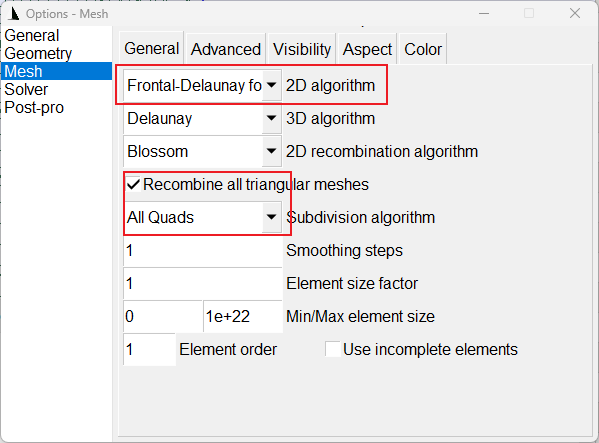 Options - Mesh
General
Geometry
Mesh
Solver
Post-pro
General Advanced Visibility Aspect Color
Frontal-Delaunay fo 2D algorithm
Delaunay 3D algorithm
Blossom 2D recombination algorithm
Recombine all triangular meshes
All Quads Subdivision algorithm
1 Smoothing steps
1 Element size factor
0 1e+22 Min/Max element size
1 Element order Use incomplete elements